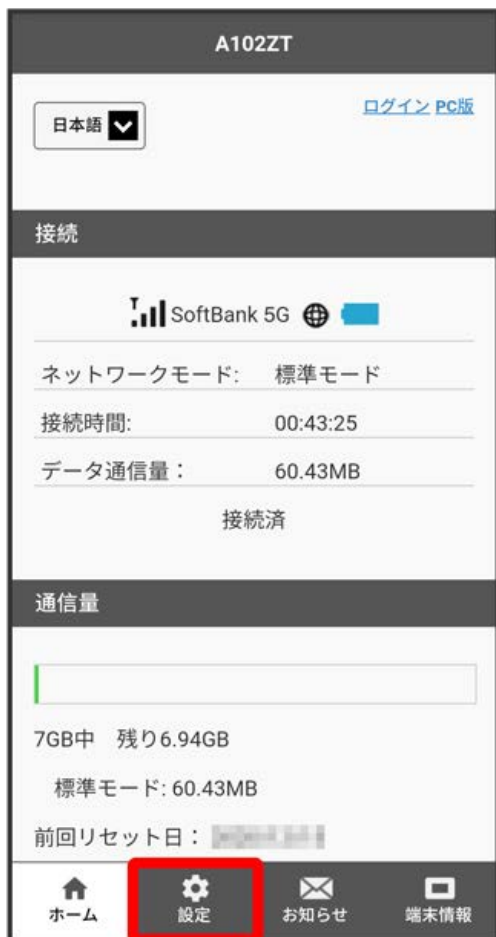 A102ZT
日本語
ログイン PC版
接続
SoftBank 5G
ネットワークモード: 標準モード
接続時間: 00:43:25
データ通信量： 60.43MB
接続済
通信量
7GB中 残り6.94GB
標準モード: 60.43MB
前回リセット日：
ホーム 設定 お知らせ 端末情報